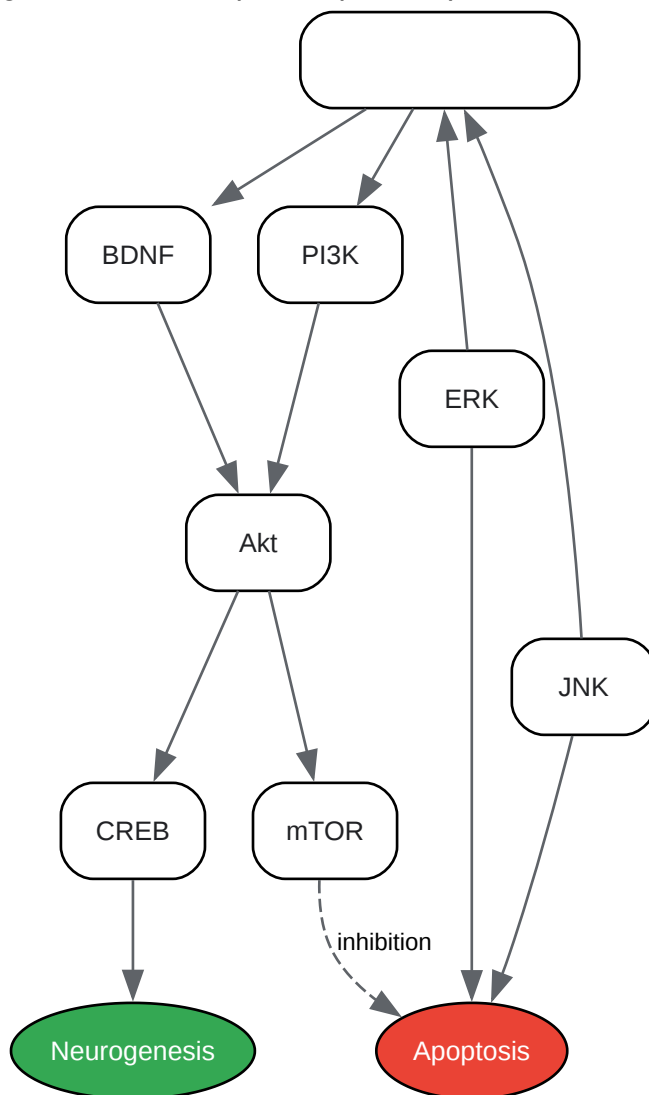 BDNF
PI3K
ERK
Akt
JNK
CREB
mTOR
inhibition
Neurogenesis
Apoptosis